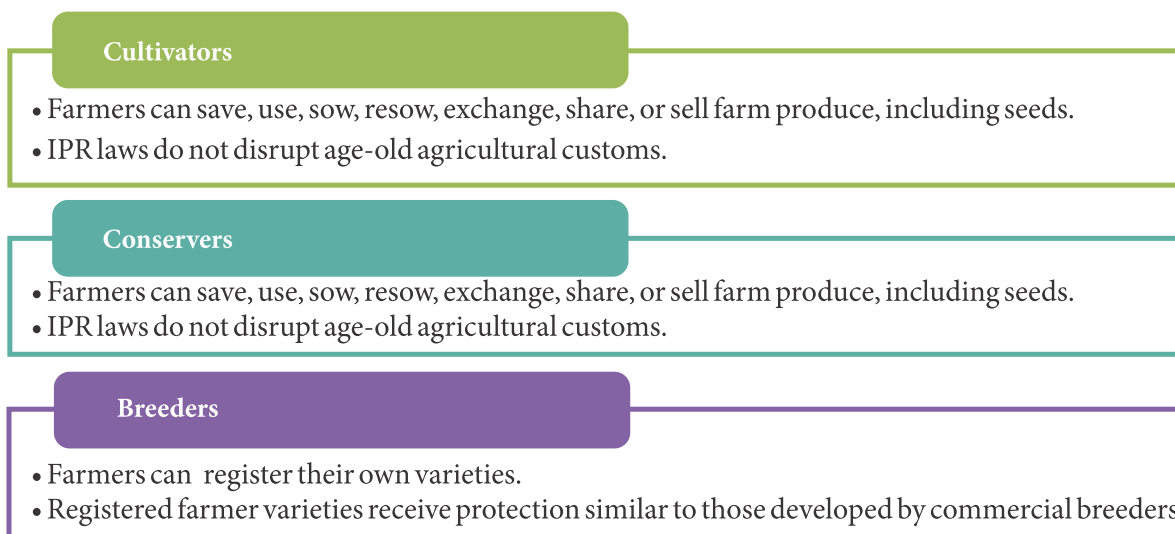 Cultivators
• Farmers can save, use, sow, resow, exchange, share, or sell farm produce, including seeds.
• IPR laws do not disrupt age-old agricultural customs.
Conservers
• Farmers can save, use, sow, resow, exchange, share, or sell farm produce, including seeds.
• IPR laws do not disrupt age-old agricultural customs.
Breeders
• Farmers can register their own varieties.
• Registered farmer varieties receive protection similar to those developed by commercial breeders